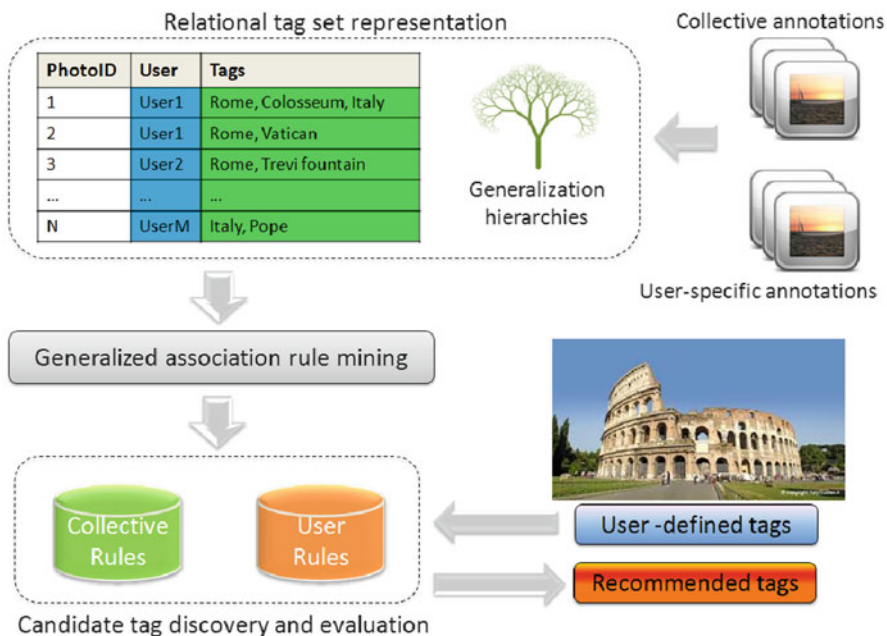 Relational tag set representation
Collective annotations
PhotoID User Tags
1 User1 Rome, Colosseum, Italy
2 User1 Rome, Vatican
3 User2 Rome, Trevi fountain
... ... ...
N UserM Italy, Pope
Generalization
hierarchies
User-specific annotations
Generalized association rule mining
Collective
Rules
User
Rules
User -defined tags
Recommended tags
Candidate tag discovery and evaluation